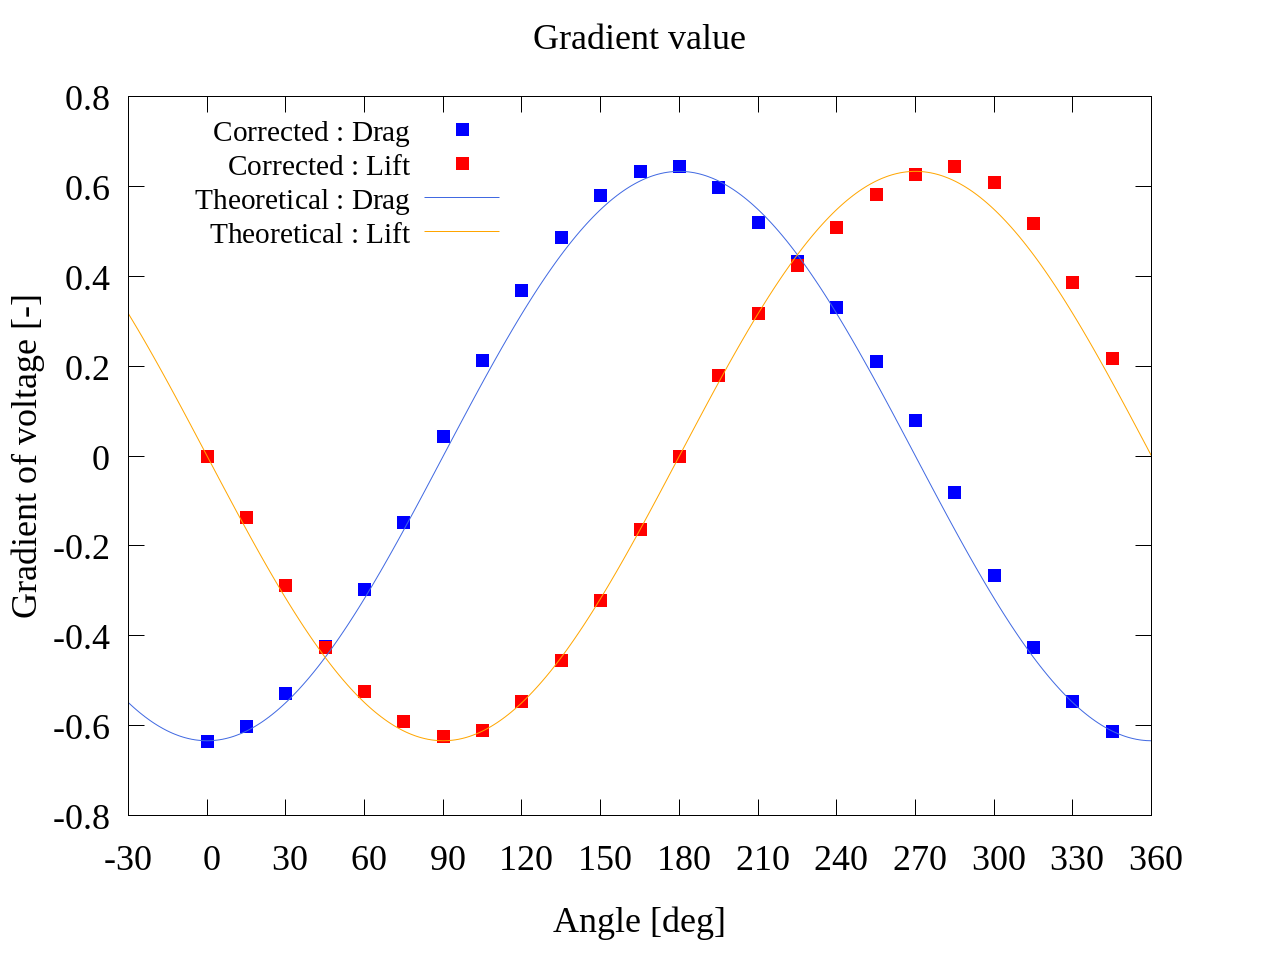 Gradient value
Corrected : Drag
Corrected : Lift
Theoretical : Drag
Theoretical : Lift
0.8
0.6
0.4
0.2
0
-0.2
-0.4
-0.6
-0.8
Gradient of voltage [-]
-30 0 30 60 90 120 150 180 210 240 270 300 330 360
Angle [deg]